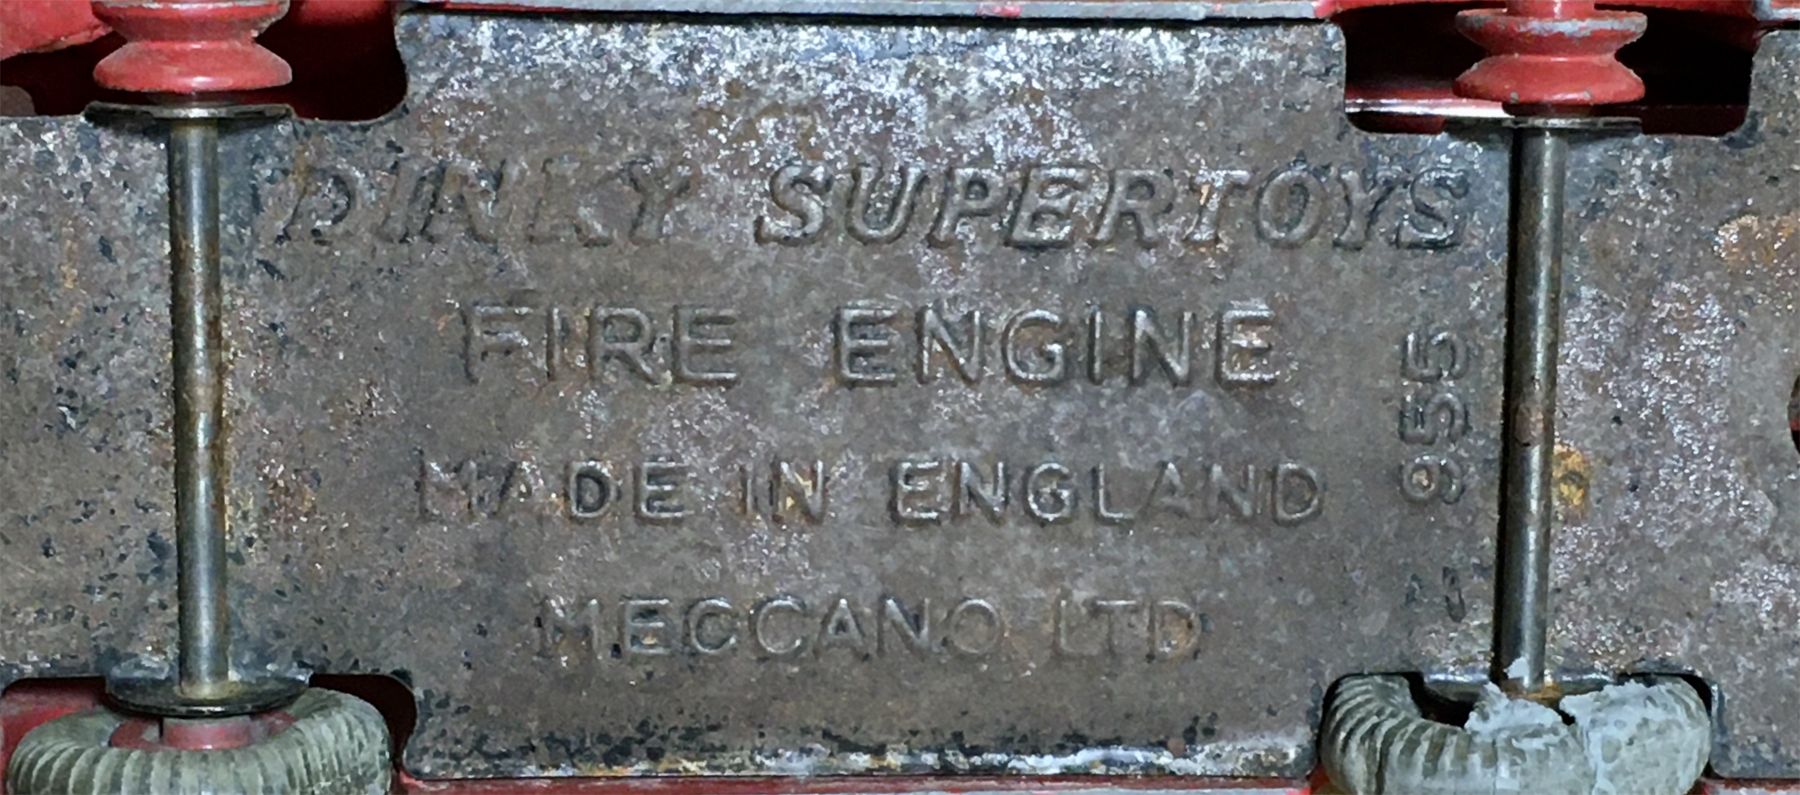 DINKY SUPERTOYS
FIRE ENGINE
955
MADE IN ENGLAND
MECCANO LTD